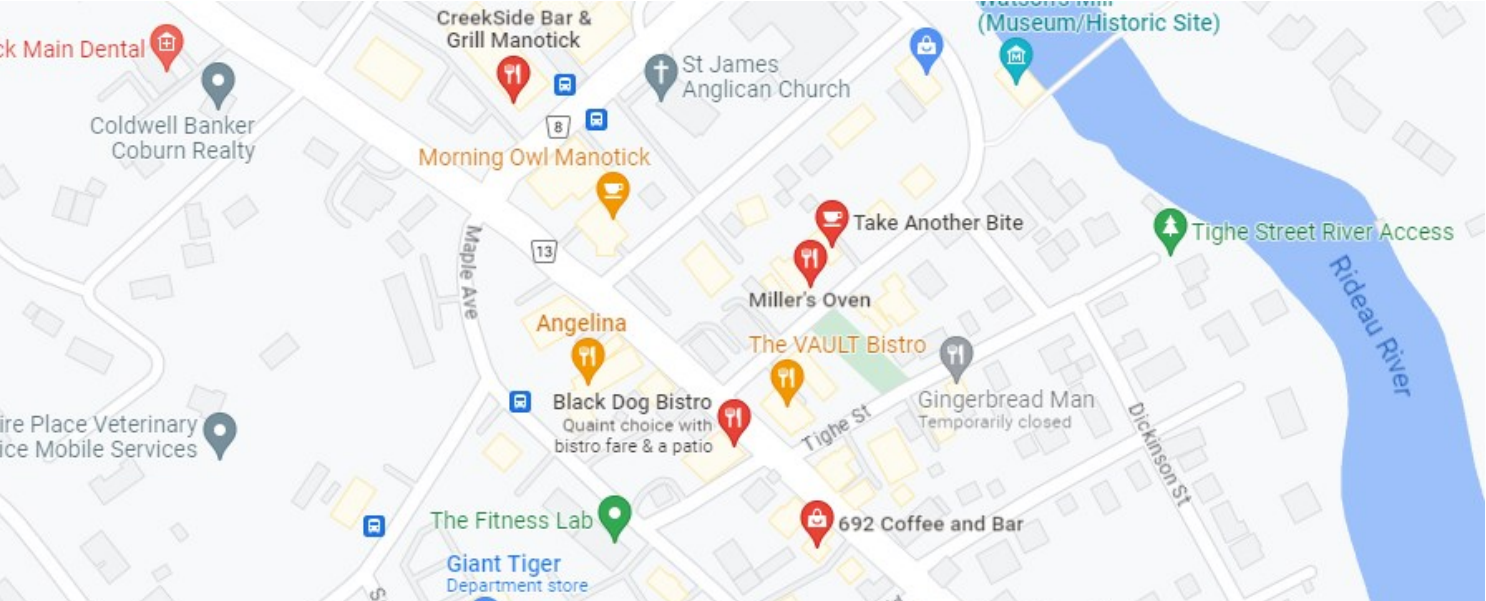 CreekSide Bar &
Grill Manotick
(Museum/Historic Site)
Main Dental
St James
Anglican Church
Coldwell Banker
Coburn Realty
8
Morning Owl Manotick
Take Another Bite
Tighe Street River Access
Maple Ave
13
Miller's Oven
Rideau River
Angelina
The VAULT Bistro
Black Dog Bistro
Quaint choice with
bistro fare & a patio
Gingerbread Man
Temporarily closed
Tighe St
Dickinson St
Place Veterinary
Mobile Services
The Fitness Lab
692 Coffee and Bar
Giant Tiger
Department store